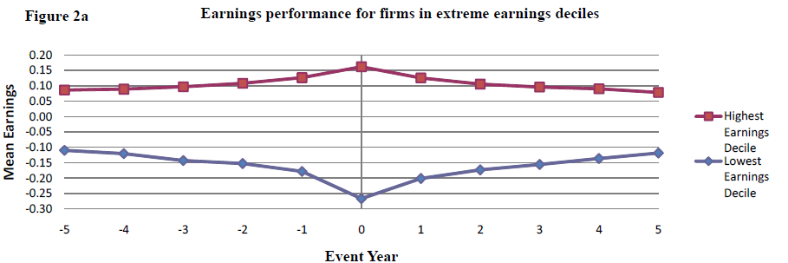 Figure 2a
Earnings performance for firms in extreme earnings deciles
Mean Earnings
0.20
0.15
0.10
0.05
0.00
-0.05
-0.10
-0.15
-0.20
-0.25
-0.30
-5 -4 -3 -2 -1 0 1 2 3 4 5
Event Year
Highest
Earnings
Decile
Lowest
Earnings
Decile